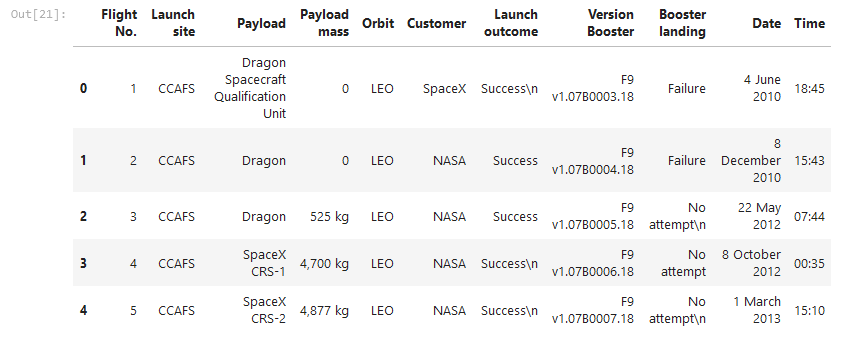 Out[21]:
Flight No. Launch site Payload Payload mass Orbit Customer Launch outcome Version Booster Booster landing Date Time
0 1 CCAFS Dragon Spacecraft Qualification Unit 0 LEO SpaceX Success\n F9 v1.07B0003.18 Failure 4 June 2010 18:45
1 2 CCAFS Dragon 0 LEO NASA Success F9 v1.07B0004.18 Failure 8 December 2010 15:43
2 3 CCAFS Dragon 525 kg LEO NASA Success F9 v1.07B0005.18 No attempt\n 22 May 2012 07:44
3 4 CCAFS SpaceX CRS-1 4,700 kg LEO NASA Success\n F9 v1.07B0006.18 No attempt 8 October 2012 00:35
4 5 CCAFS SpaceX CRS-2 4,877 kg LEO NASA Success\n F9 v1.07B0007.18 No attempt\n 1 March 2013 15:10